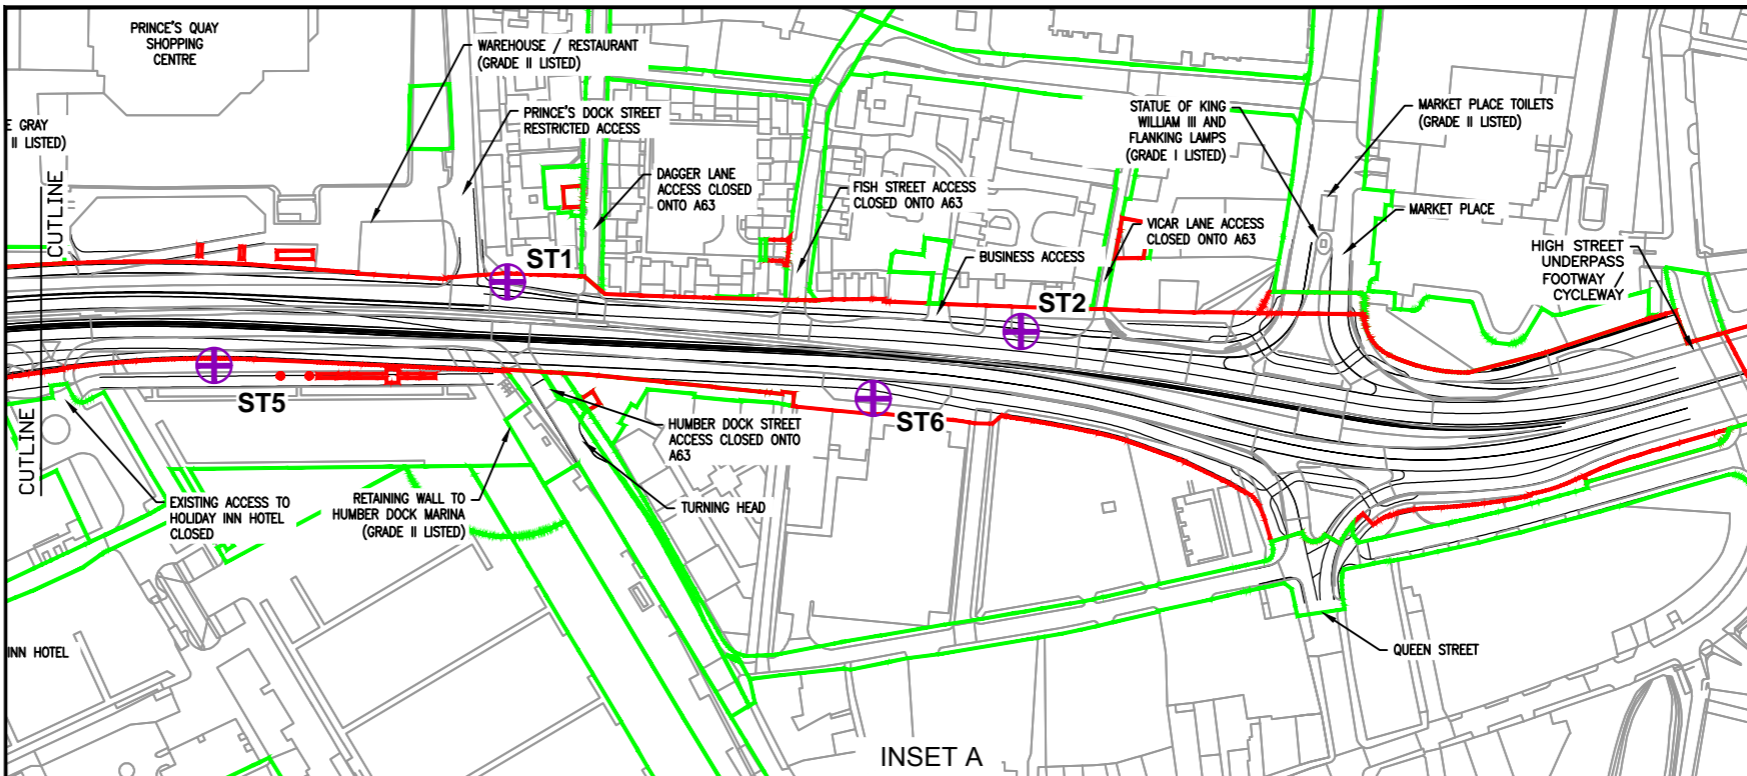 PRINCE'S QUAY
SHOPPING
CENTRE
WAREHOUSE / RESTAURANT
(GRADE II LISTED)
E GRAY
II LISTED)
CUTLINE
PRINCE'S DOCK STREET
RESTRICTED ACCESS
DAGGER LANE
ACCESS CLOSED
ONTO A63
FISH STREET ACCESS
CLOSED ONTO A63
STATUE OF KING
WILLIAM III AND
FLANKING LAMPS
(GRADE I LISTED)
MARKET PLACE TOILETS
(GRADE II LISTED)
MARKET PLACE
VICAR LANE ACCESS
CLOSED ONTO A63
BUSINESS ACCESS
HIGH STREET
UNDERPASS
FOOTWAY /
CYCLEWAY
ST1
ST2
ST5
ST6
CUTLINE
HUMBER DOCK STREET
ACCESS CLOSED ONTO
A63
EXISTING ACCESS TO
HOLIDAY INN HOTEL
CLOSED
RETAINING WALL TO
HUMBER DOCK MARINA
(GRADE II LISTED)
TURNING HEAD
INN HOTEL
QUEEN STREET
INSET A